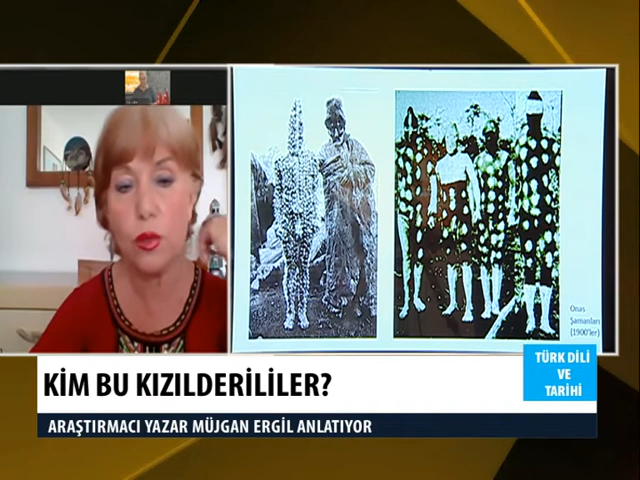 Onas
Şamanları
(1900'ler)
TÜRK DİLİ
VE
TARİHİ
KİM BU KIZILDERİLİLER?
ARAŞTIRMACI YAZAR MÜJGAN ERGİL ANLATIYOR